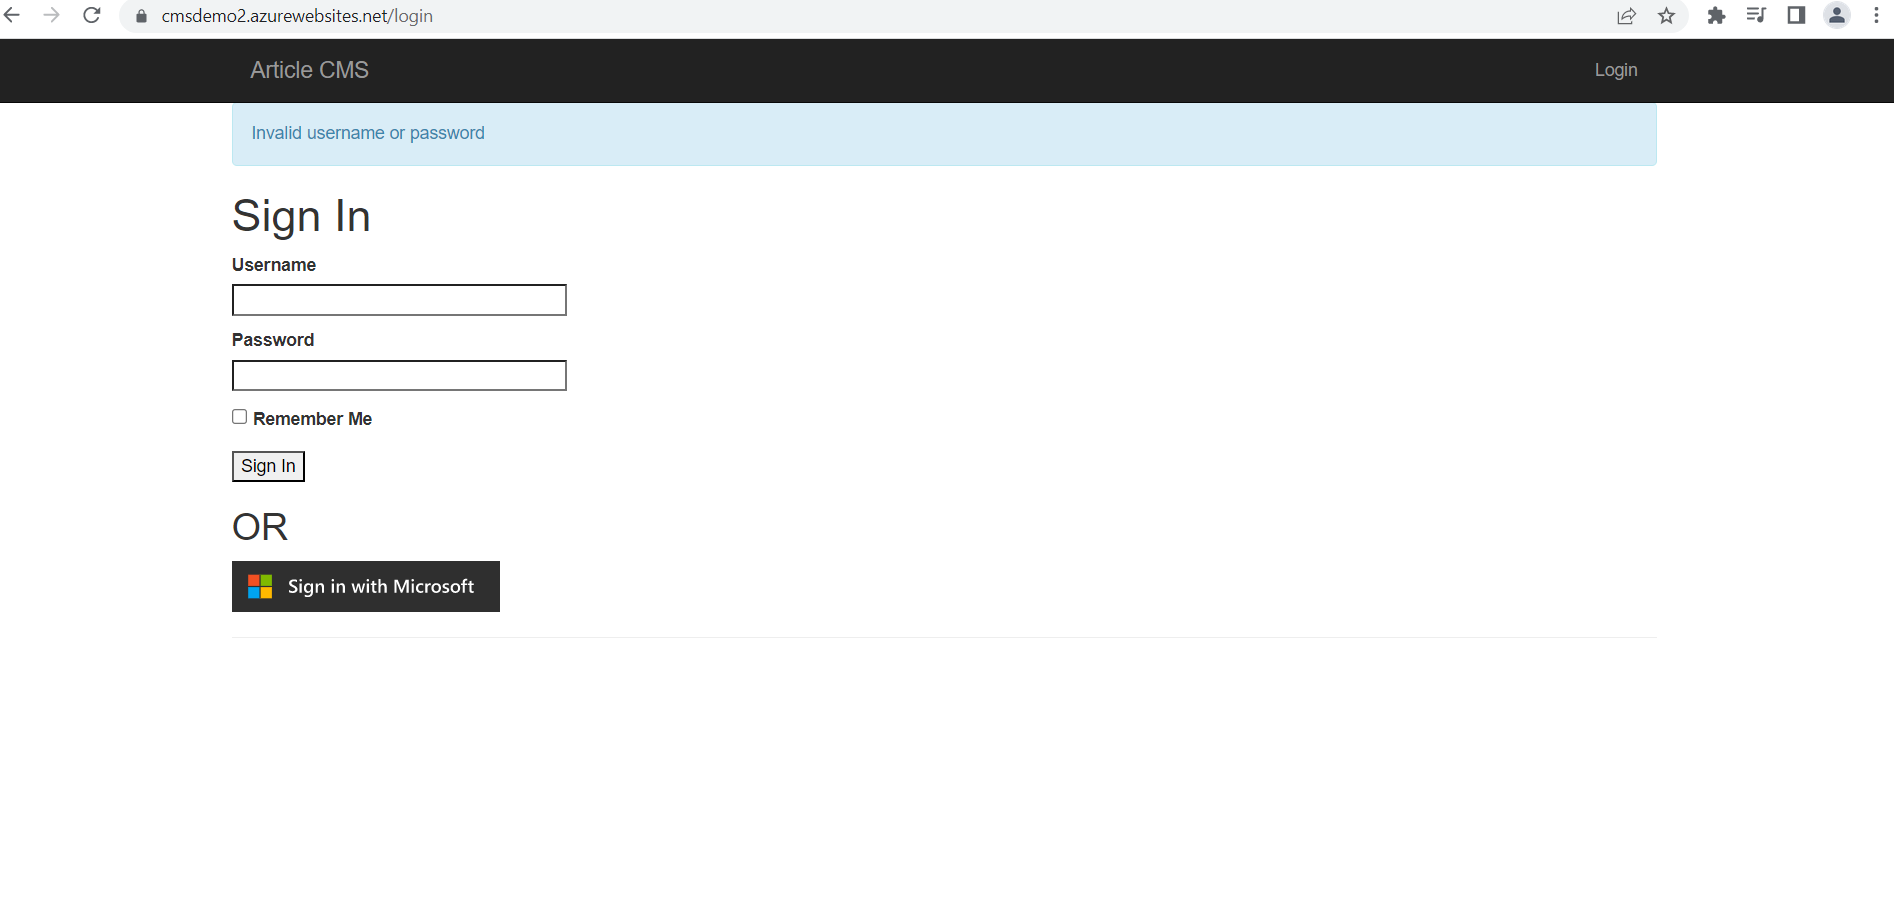 cmsdemo2.azurewebsites.net/login
Article CMS
Login
Invalid username or password
Sign In
Username
Password
Remember Me
Sign In
OR
Sign in with Microsoft